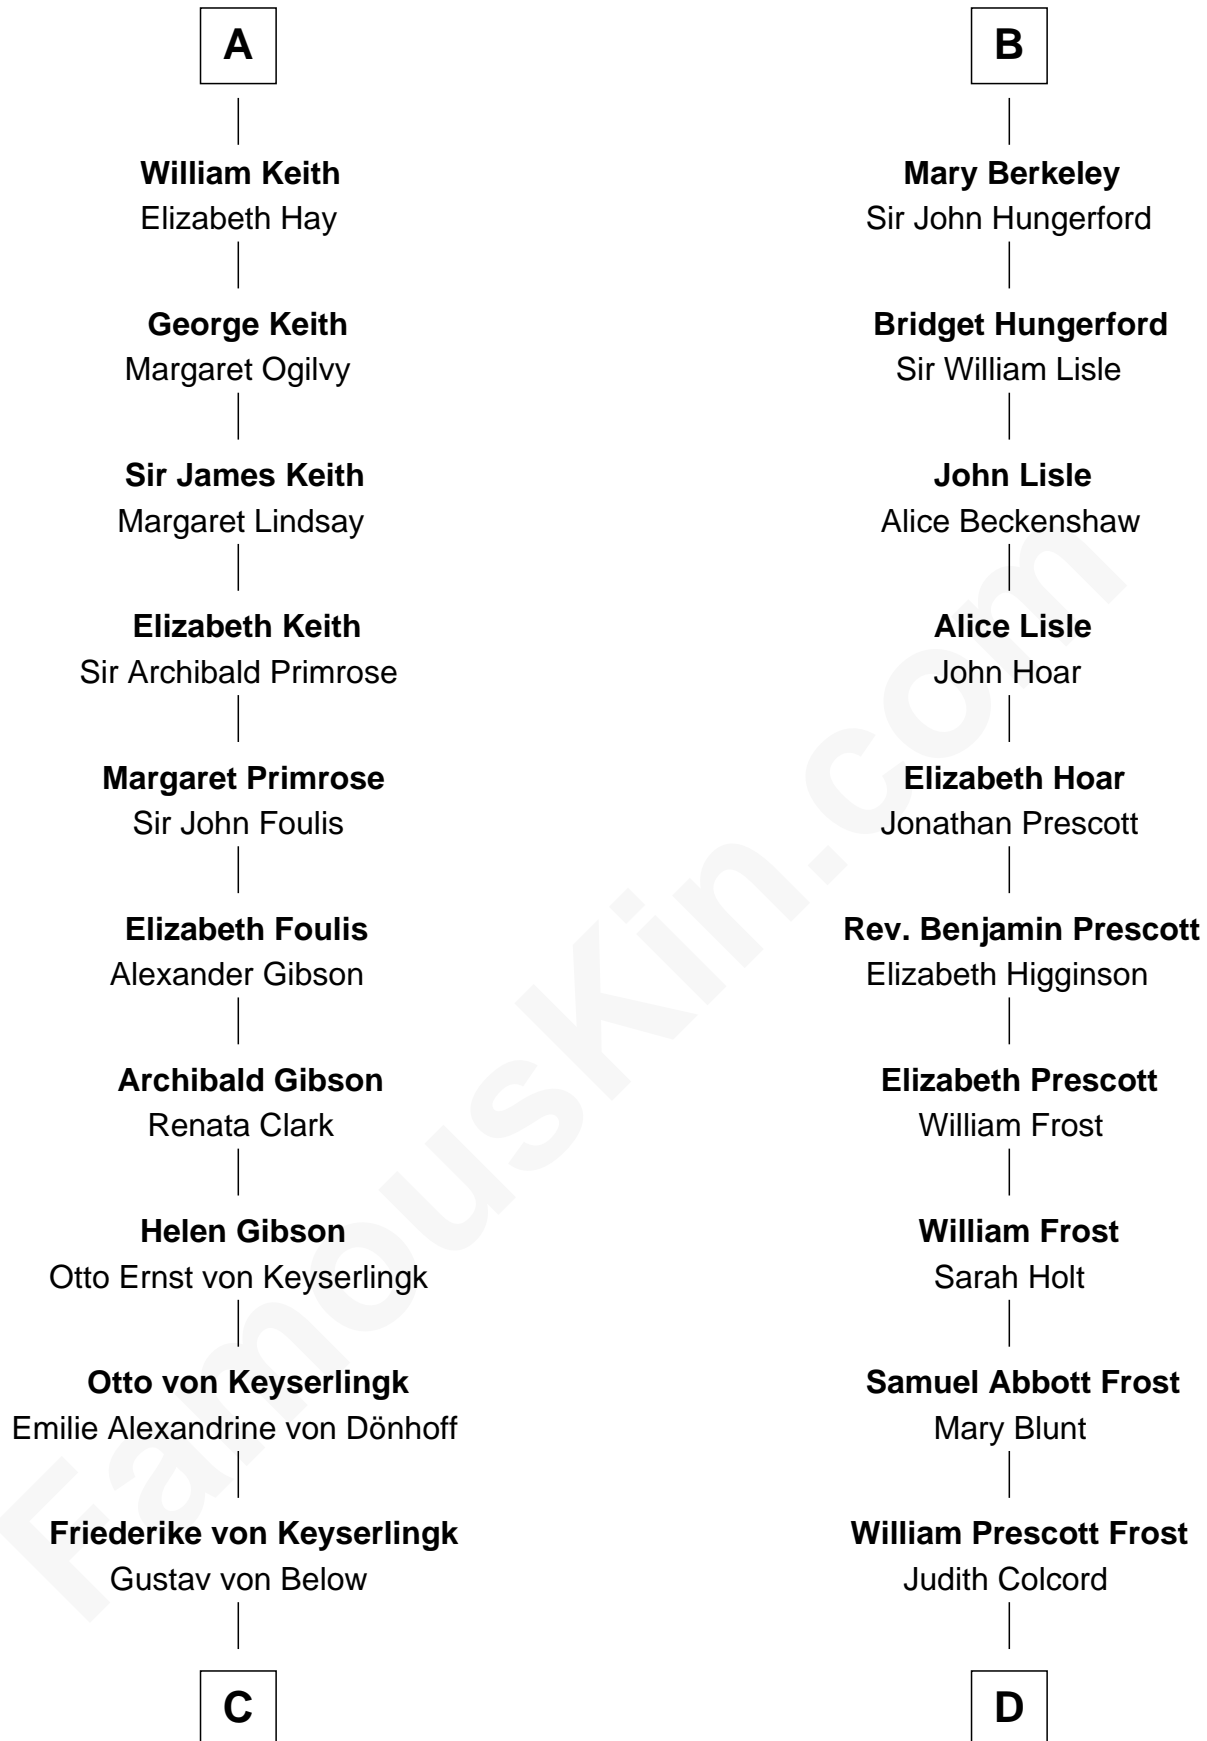 A
William Keith
Elizabeth Hay
George Keith
Margaret Ogilvy
Sir James Keith
Margaret Lindsay
Elizabeth Keith
Sir Archibald Primrose
Margaret Primrose
Sir John Foulis
Elizabeth Foulis
Alexander Gibson
Archibald Gibson
Renata Clark
Helen Gibson
Otto Ernst von Keyserlingk
Otto von Keyserlingk
Emilie Alexandrine von Dönhoff
Friederike von Keyserlingk
Gustav von Below
C
B
Mary Berkeley
Sir John Hungerford
Bridget Hungerford
Sir William Lisle
John Lisle
Alice Beckenshaw
Alice Lisle
John Hoar
Elizabeth Hoar
Jonathan Prescott
Rev. Benjamin Prescott
Elizabeth Higginson
Elizabeth Prescott
William Frost
William Frost
Sarah Holt
Samuel Abbott Frost
Mary Blunt
William Prescott Frost
Judith Colcord
D
FamousKin.com